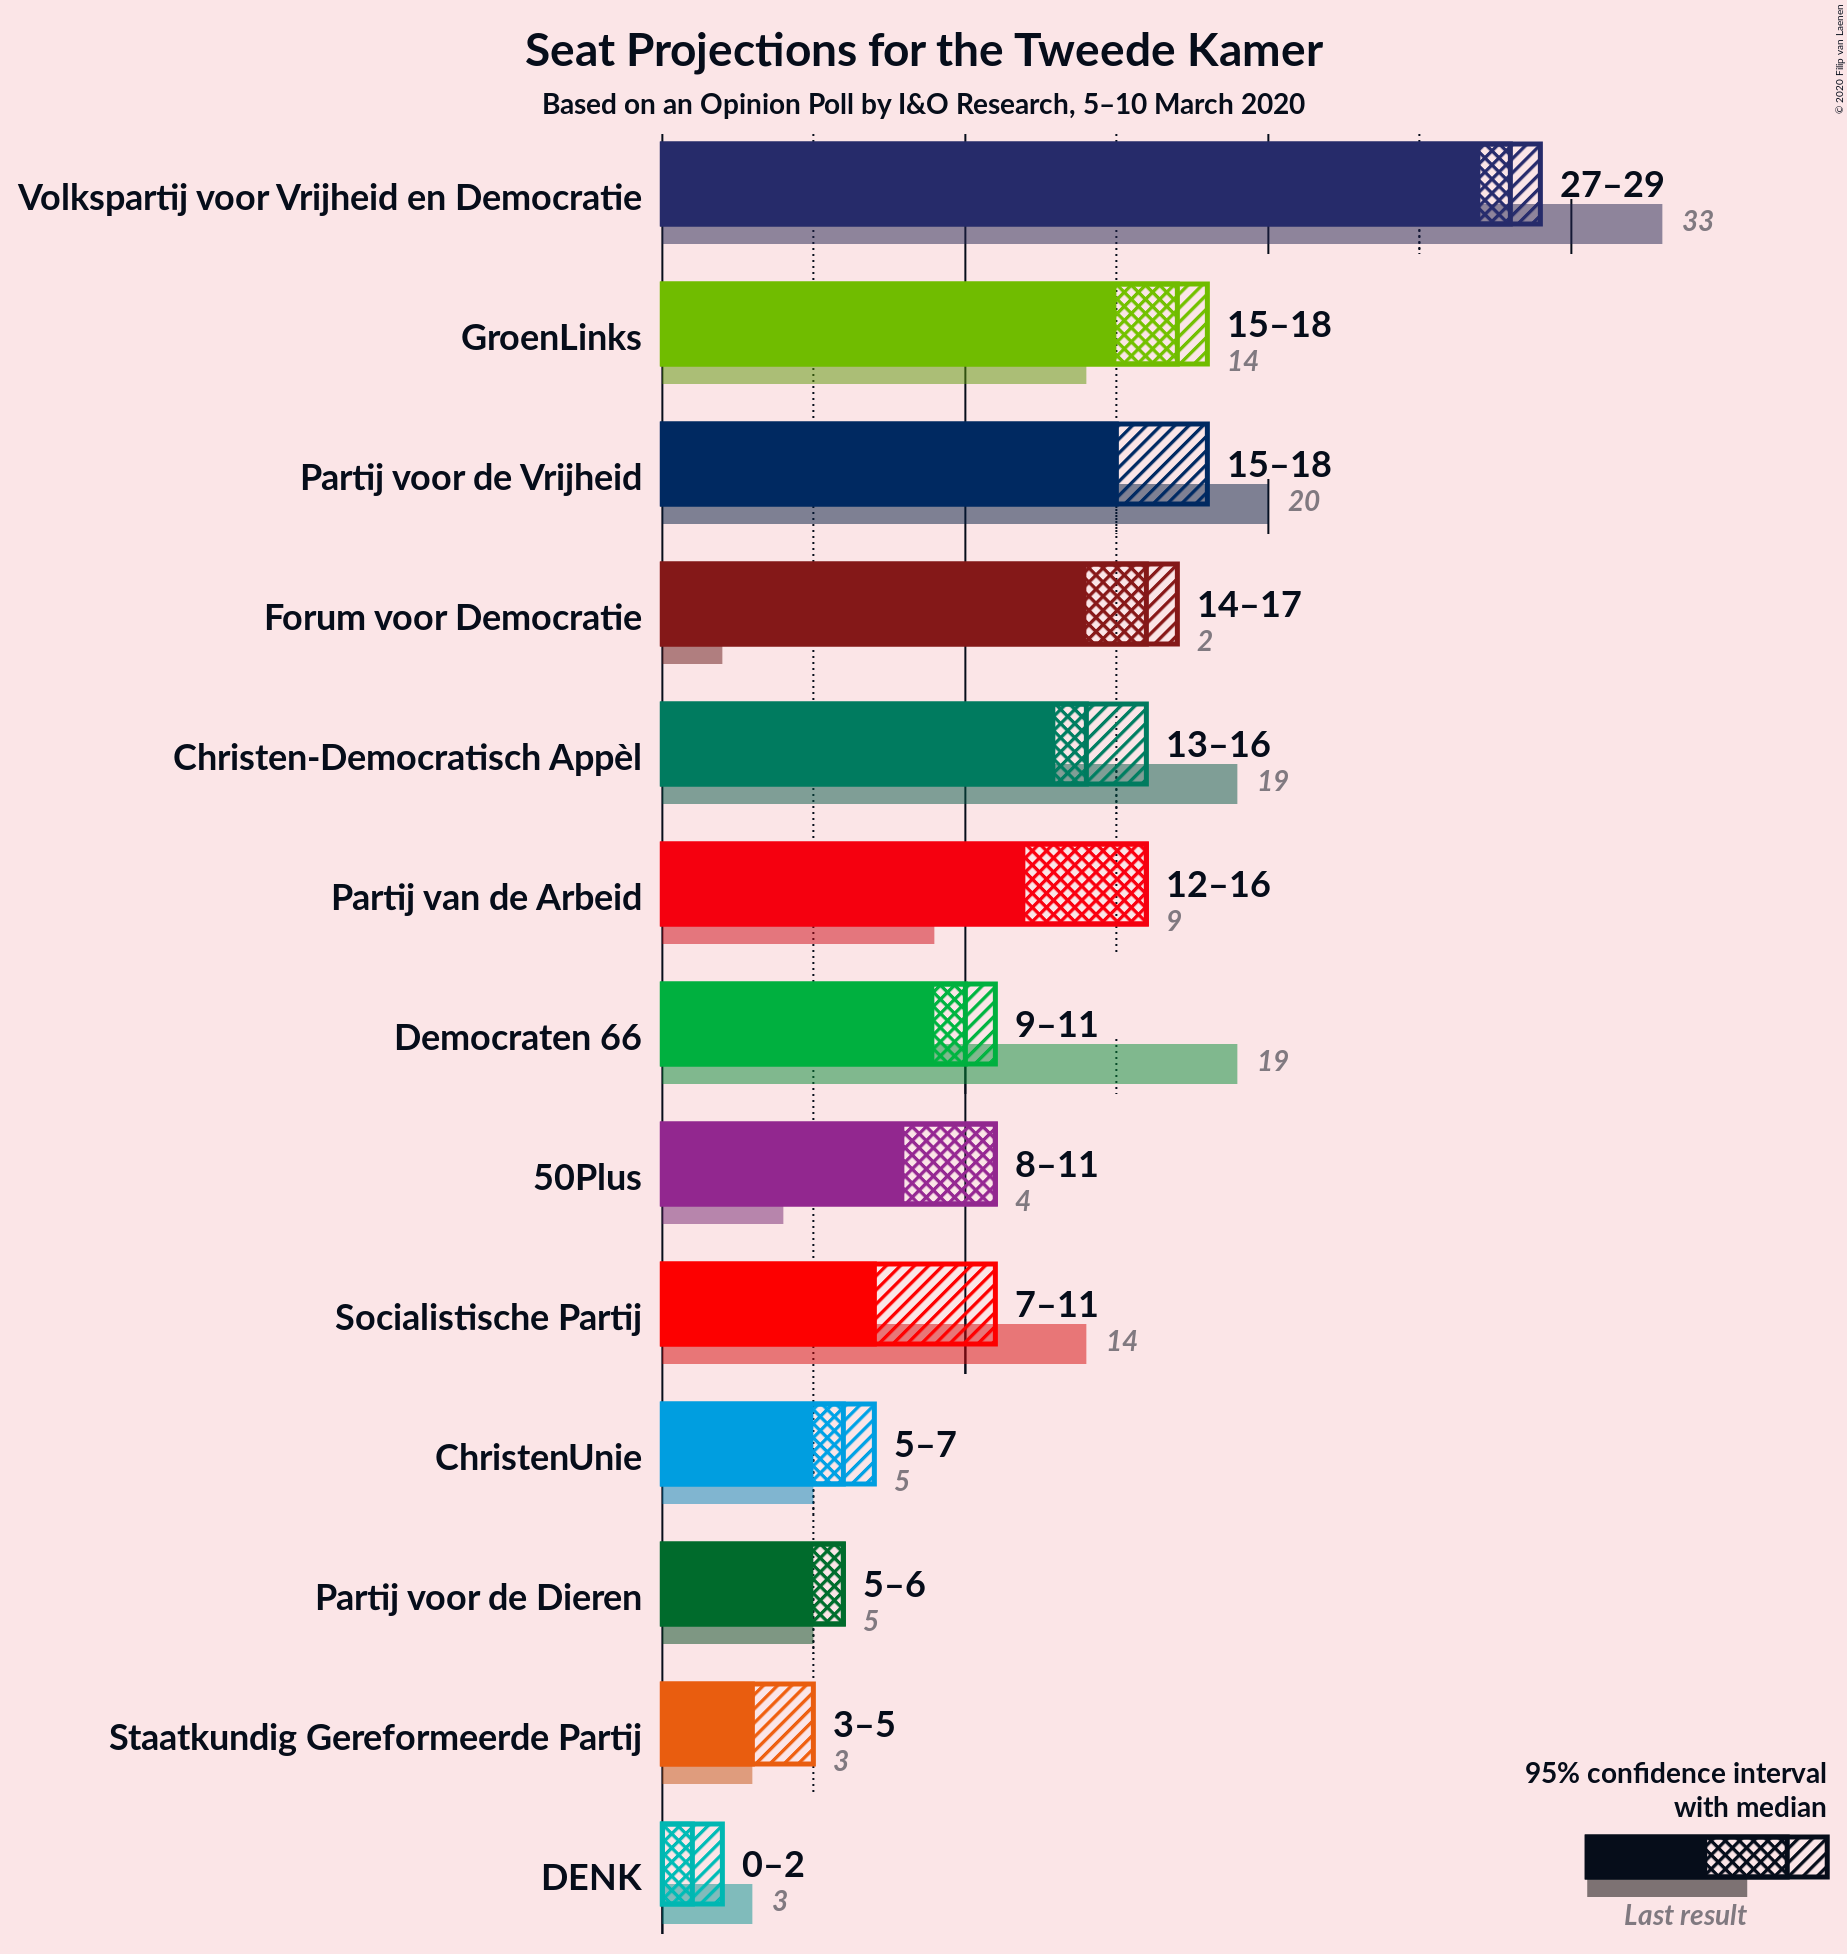 Seat Projections for the Tweede Kamer
Based on an Opinion Poll by I&O Research, 5–10 March 2020
© 2020 Filip van Laenen
Volkspartij voor Vrijheid en Democratie
27–29
33
GroenLinks
15–18
14
Partij voor de Vrijheid
15–18
20
Forum voor Democratie
14–17
2
Christen-Democratisch Appèl
13–16
19
Partij van de Arbeid
12–16
9
Democraten 66
9–11
19
50Plus
8–11
4
Socialistische Partij
7–11
14
ChristenUnie
5–7
5
Partij voor de Dieren
5–6
5
Staatkundig Gereformeerde Partij
3–5
3
DENK
0–2
3
95% confidence interval
with median
Last result